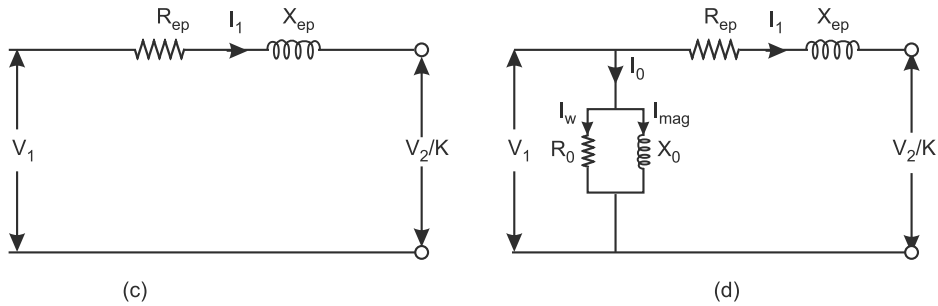 R_ep I_1 X_ep
V_1 V_2/K
(c)
R_ep I_1 X_ep
I_0
I_w I_mag
V_1 R_0 X_0 V_2/K
(d)